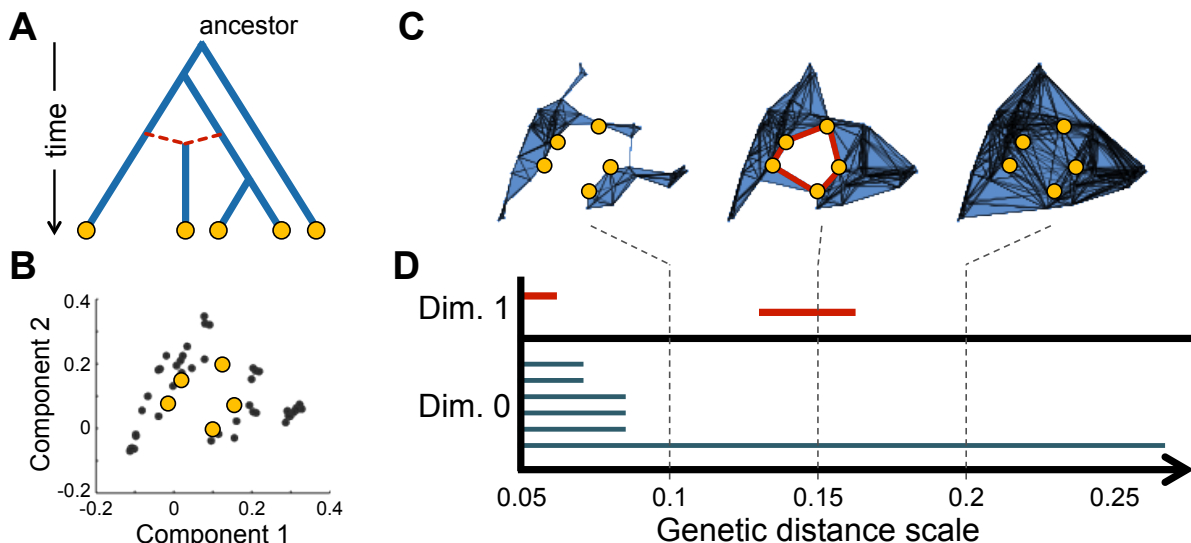 A
ancestor
time
B
Component 2
0.4
0.2
0
-0.2
-0.2
0
0.2
0.4
Component 1
C
D
Dim. 1
Dim. 0
0.05
0.1
0.15
0.2
0.25
Genetic distance scale